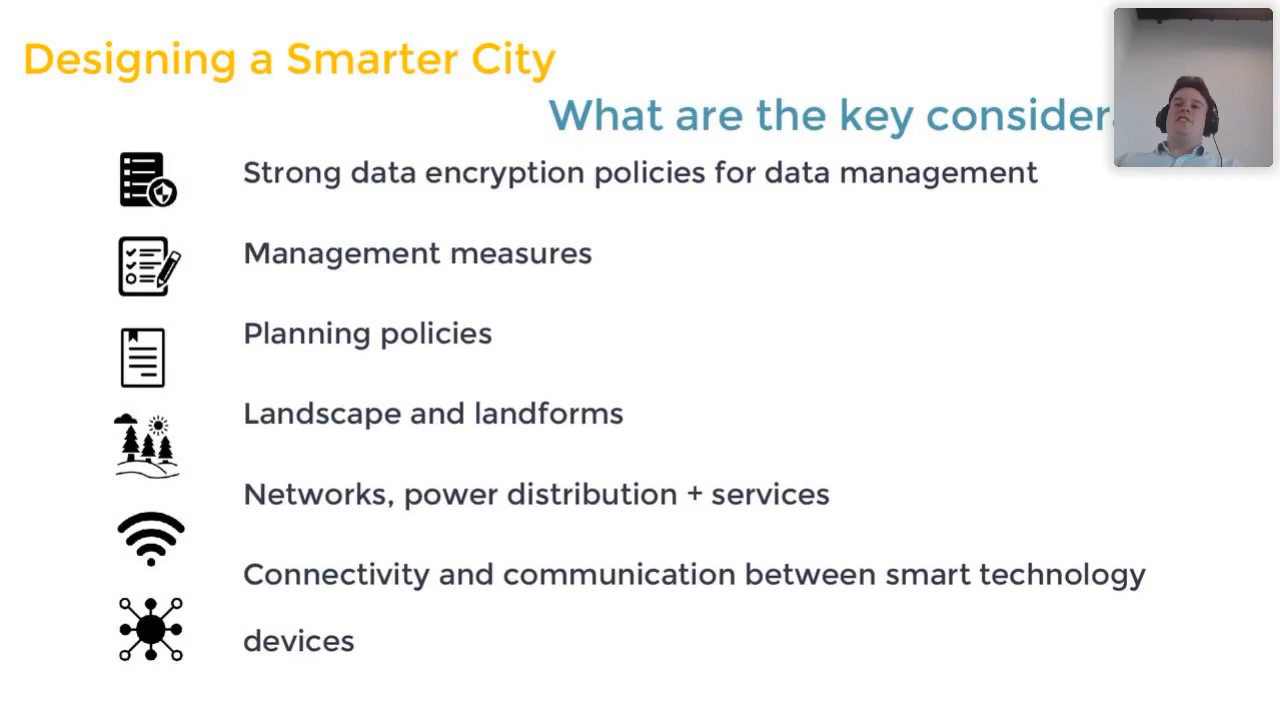 Designing a Smarter City
What are the key
Strong data encryption policies for data management
Management measures
Planning policies
Landscape and landforms
Networks, power distribution + services
Connectivity and communication between smart technology
devices